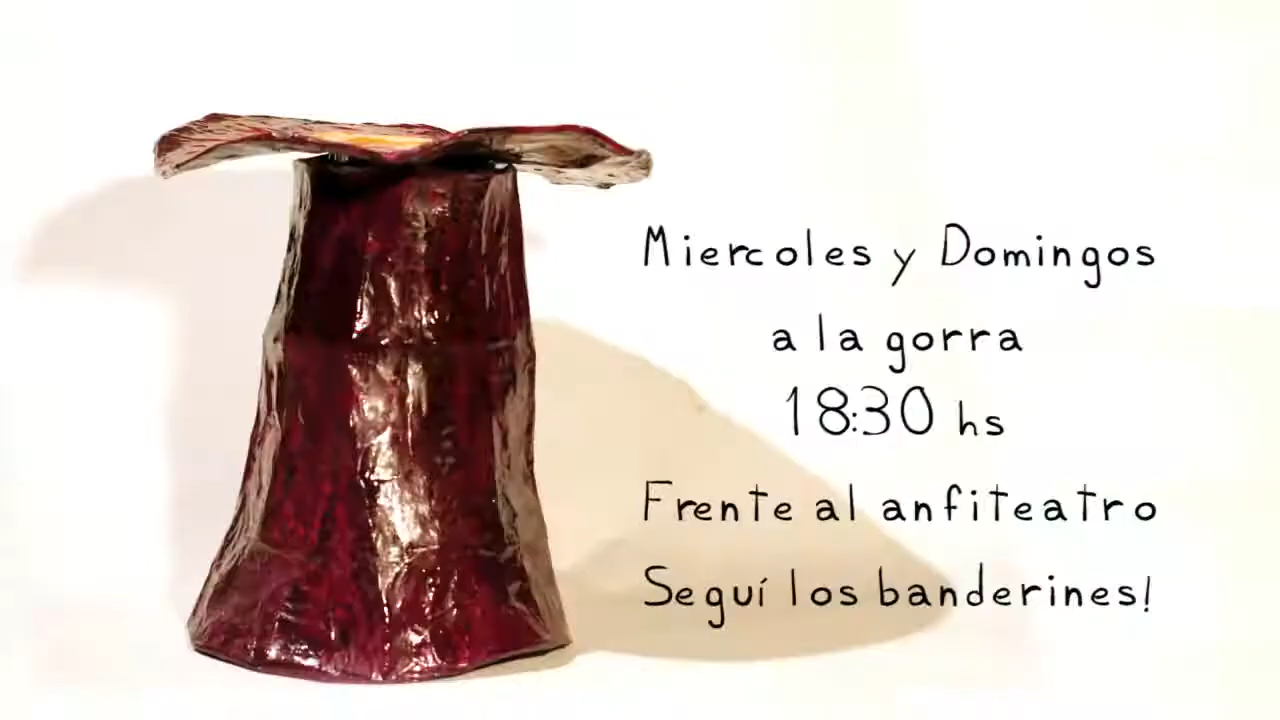 Miercoles y Domingos
a la gorra
18:30 hs
Frente al anfiteatro
Seguí los banderines!